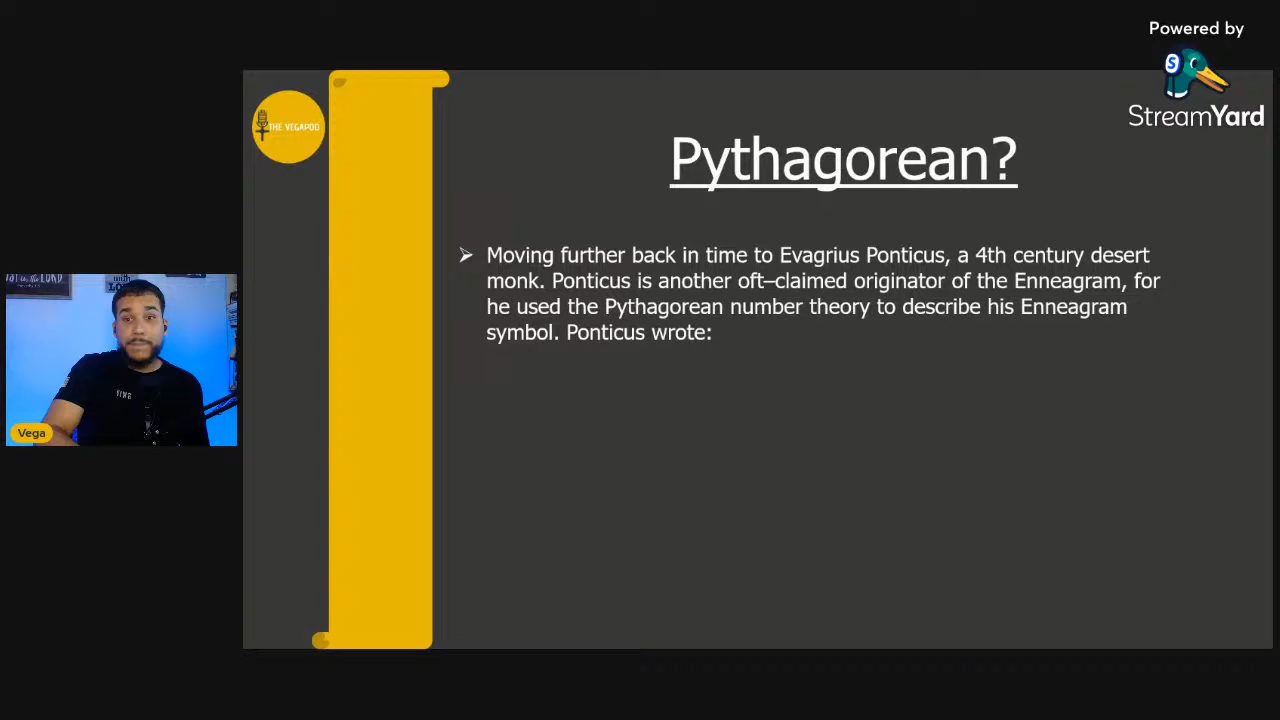 Powered by
StreamYard
THE VEGAPOD
Pythagorean?
Moving further back in time to Evagrius Ponticus, a 4th century desert
monk. Ponticus is another oft–claimed originator of the Enneagram, for
he used the Pythagorean number theory to describe his Enneagram
symbol. Ponticus wrote:
Vega